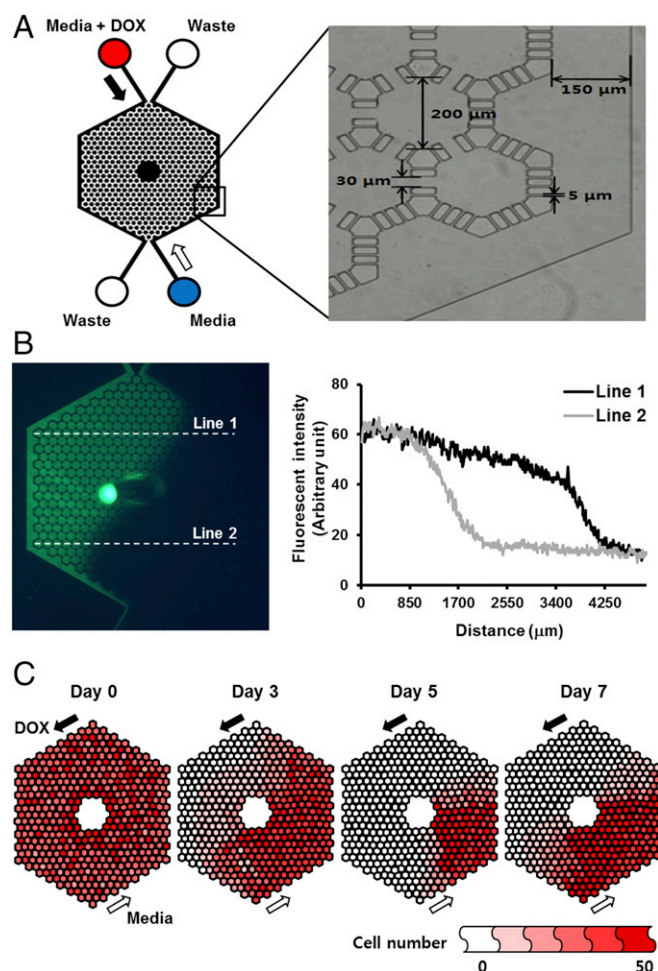 A
Media + DOX
Waste
Waste
Media
200 μm
150 μm
30 μm
5 μm
B
Line 1
Line 2
Fluorescent intensity
(Arbitrary unit)
80
60
40
20
0
Line 1
Line 2
0 850 1700 2550 3400 4250
Distance (μm)
C
Day 0 Day 3 Day 5 Day 7
DOX
Media
Cell number
0 50